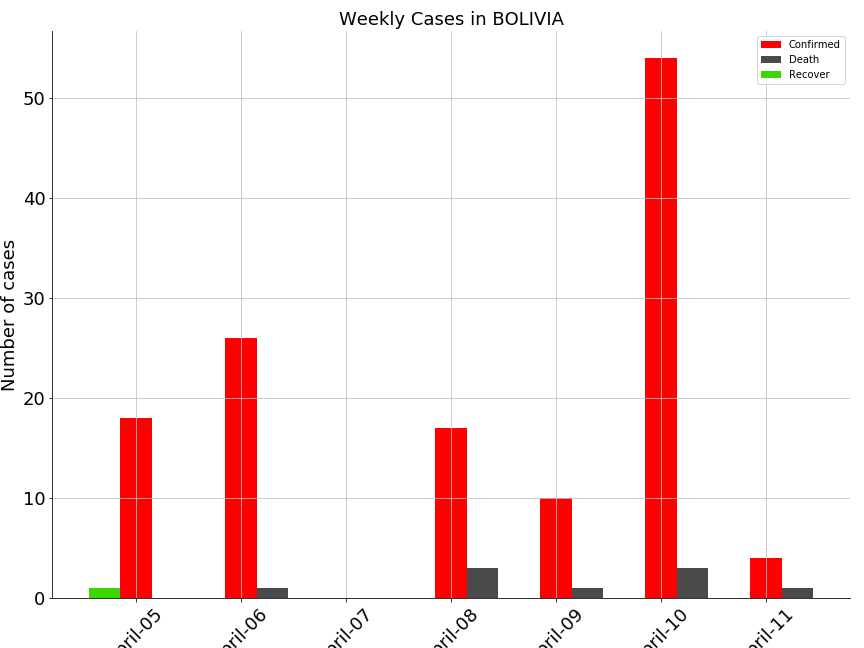 Weekly Cases in BOLIVIA
Confirmed
Death
Recover
Number of cases
50
40
30
20
10
0
pril-05
pril-06
pril-07
pril-08
pril-09
pril-10
pril-11